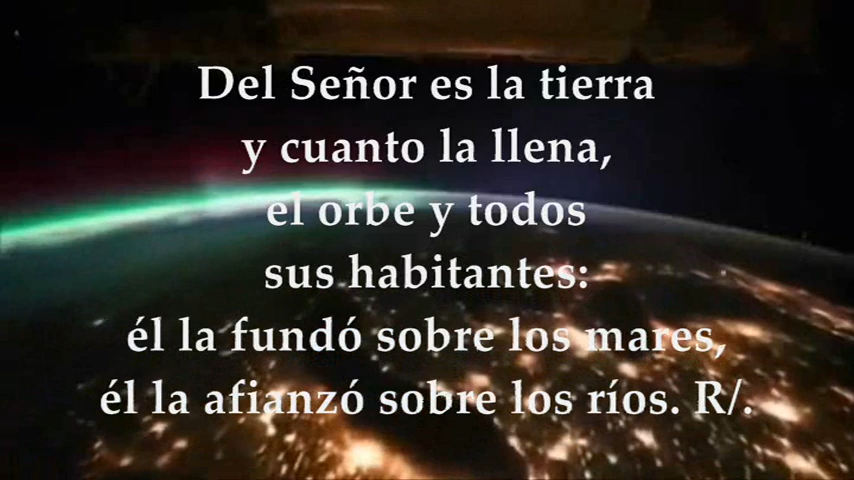 Del Señor es la tierra
y cuanto la llena,
el orbe y todos
sus habitantes:
él la fundó sobre los mares,
él la afianzó sobre los ríos. R/.